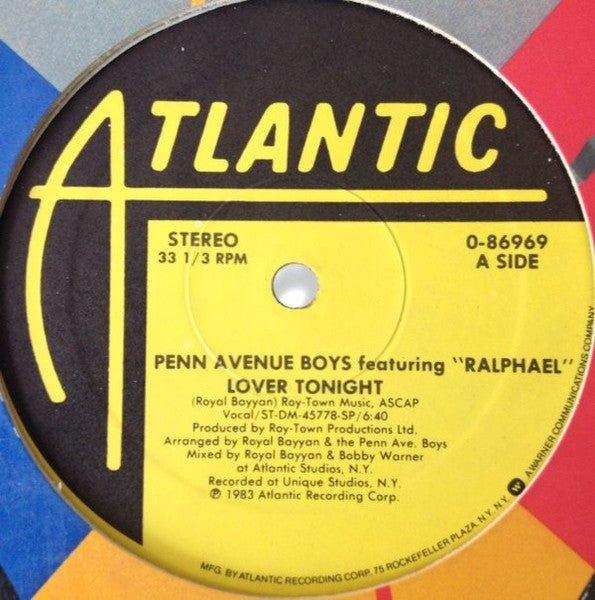 ATLANTIC
STEREO
33 1/3 RPM
0-86969
A SIDE
PENN AVENUE BOYS featuring "RALPHAEL"
LOVER TONIGHT
(Royal Bayyan) Roy-Town Music, ASCAP
Vocal/ST-DM-45778-SP/6:40
Produced by Roy-Town Productions Ltd.
Arranged by Royal Bayyan & the Penn Ave. Boys
Mixed by Royal Bayyan & Bobby Warner
at Atlantic Studios, N.Y.
Recorded at Unique Studios, N.Y.
℗ 1983 Atlantic Recording Corp.
MFG. BY ATLANTIC RECORDING CORP. 75 ROCKEFELLER PLAZA, N.Y. N.Y. W A WARNER COMMUNICATIONS COMPANY